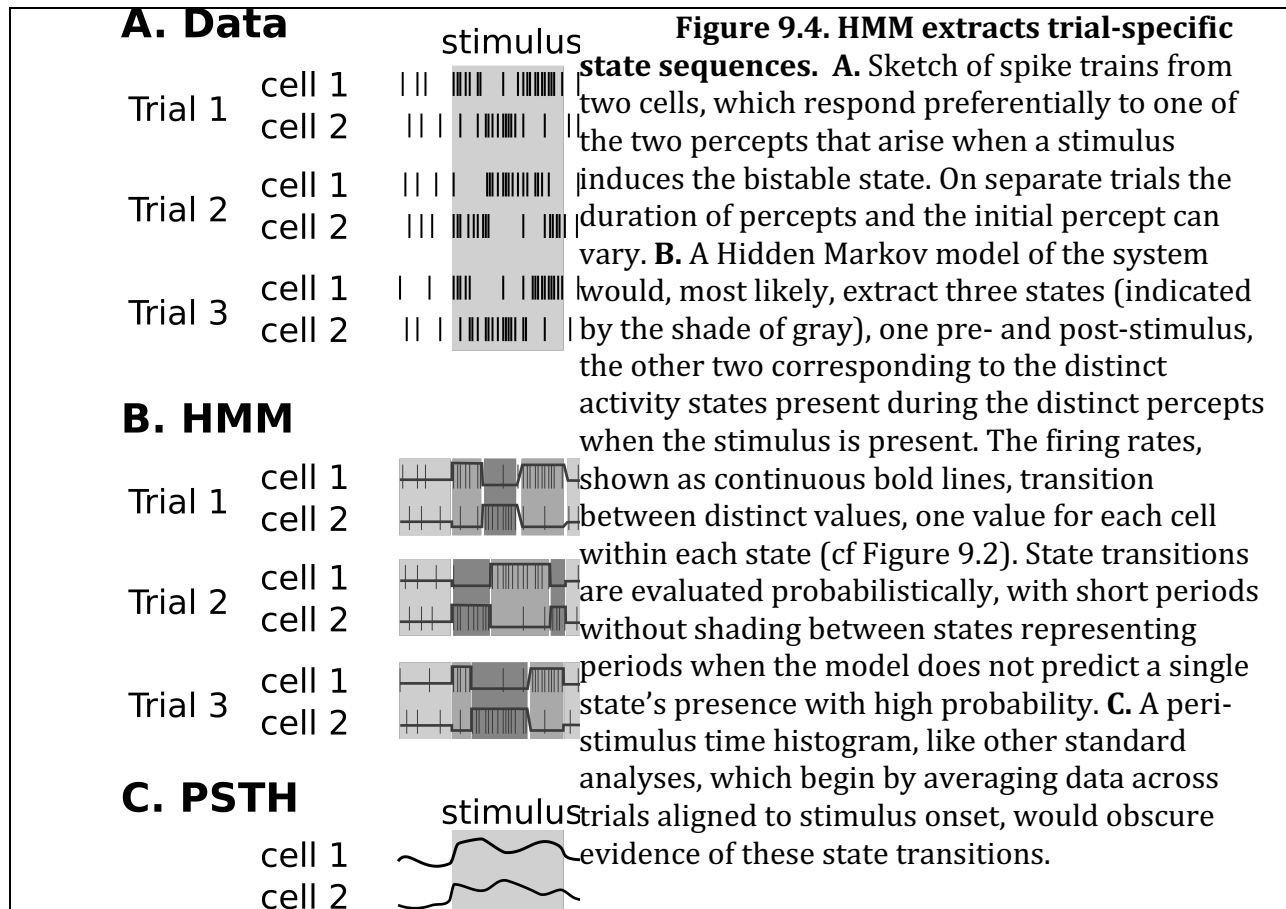 A. Data
stimulus
Trial 1
cell 1
cell 2
Trial 2
cell 1
cell 2
Trial 3
cell 1
cell 2
B. HMM
Trial 1
cell 1
cell 2
Trial 2
cell 1
cell 2
Trial 3
cell 1
cell 2
C. PSTH
stimulus
cell 1
cell 2
Figure 9.4. HMM extracts trial-specific
state sequences. A. Sketch of spike trains from
two cells, which respond preferentially to one of
the two percepts that arise when a stimulus
induces the bistable state. On separate trials the
duration of percepts and the initial percept can
vary. B. A Hidden Markov model of the system
would, most likely, extract three states (indicated
by the shade of gray), one pre- and post-stimulus,
the other two corresponding to the distinct
activity states present during the distinct percepts
when the stimulus is present. The firing rates,
shown as continuous bold lines, transition
between distinct values, one value for each cell
within each state (cf Figure 9.2). State transitions
are evaluated probabilistically, with short periods
without shading between states representing
periods when the model does not predict a single
state's presence with high probability. C. A peri-
stimulus time histogram, like other standard
analyses, which begin by averaging data across
trials aligned to stimulus onset, would obscure
evidence of these state transitions.